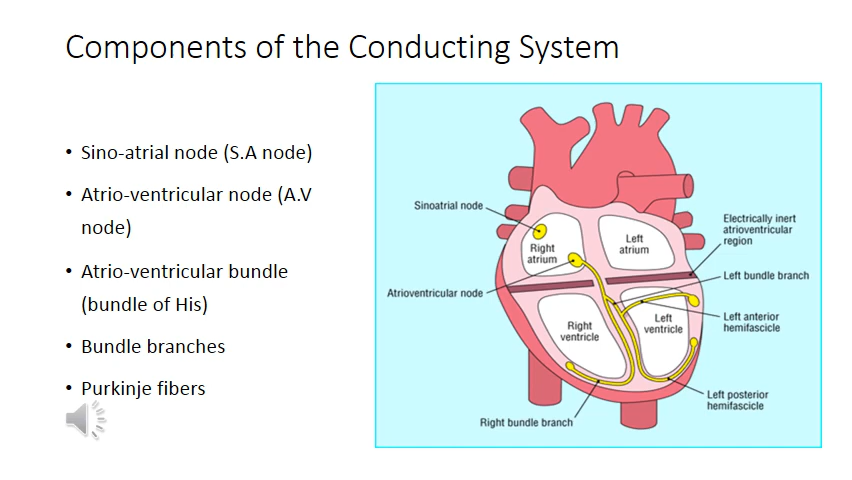 Components of the Conducting System
• Sino-atrial node (S.A node)
• Atrio-ventricular node (A.V
node)
• Atrio-ventricular bundle
(bundle of His)
• Bundle branches
• Purkinje fibers
Sinoatrial node
Right
atrium
Left
atrium
Electrically inert
atrioventricular
region
Left bundle branch
Atrioventricular node
Right
ventricle
Left
ventricle
Left anterior
hemifascicle
Left posterior
hemifascicle
Right bundle branch